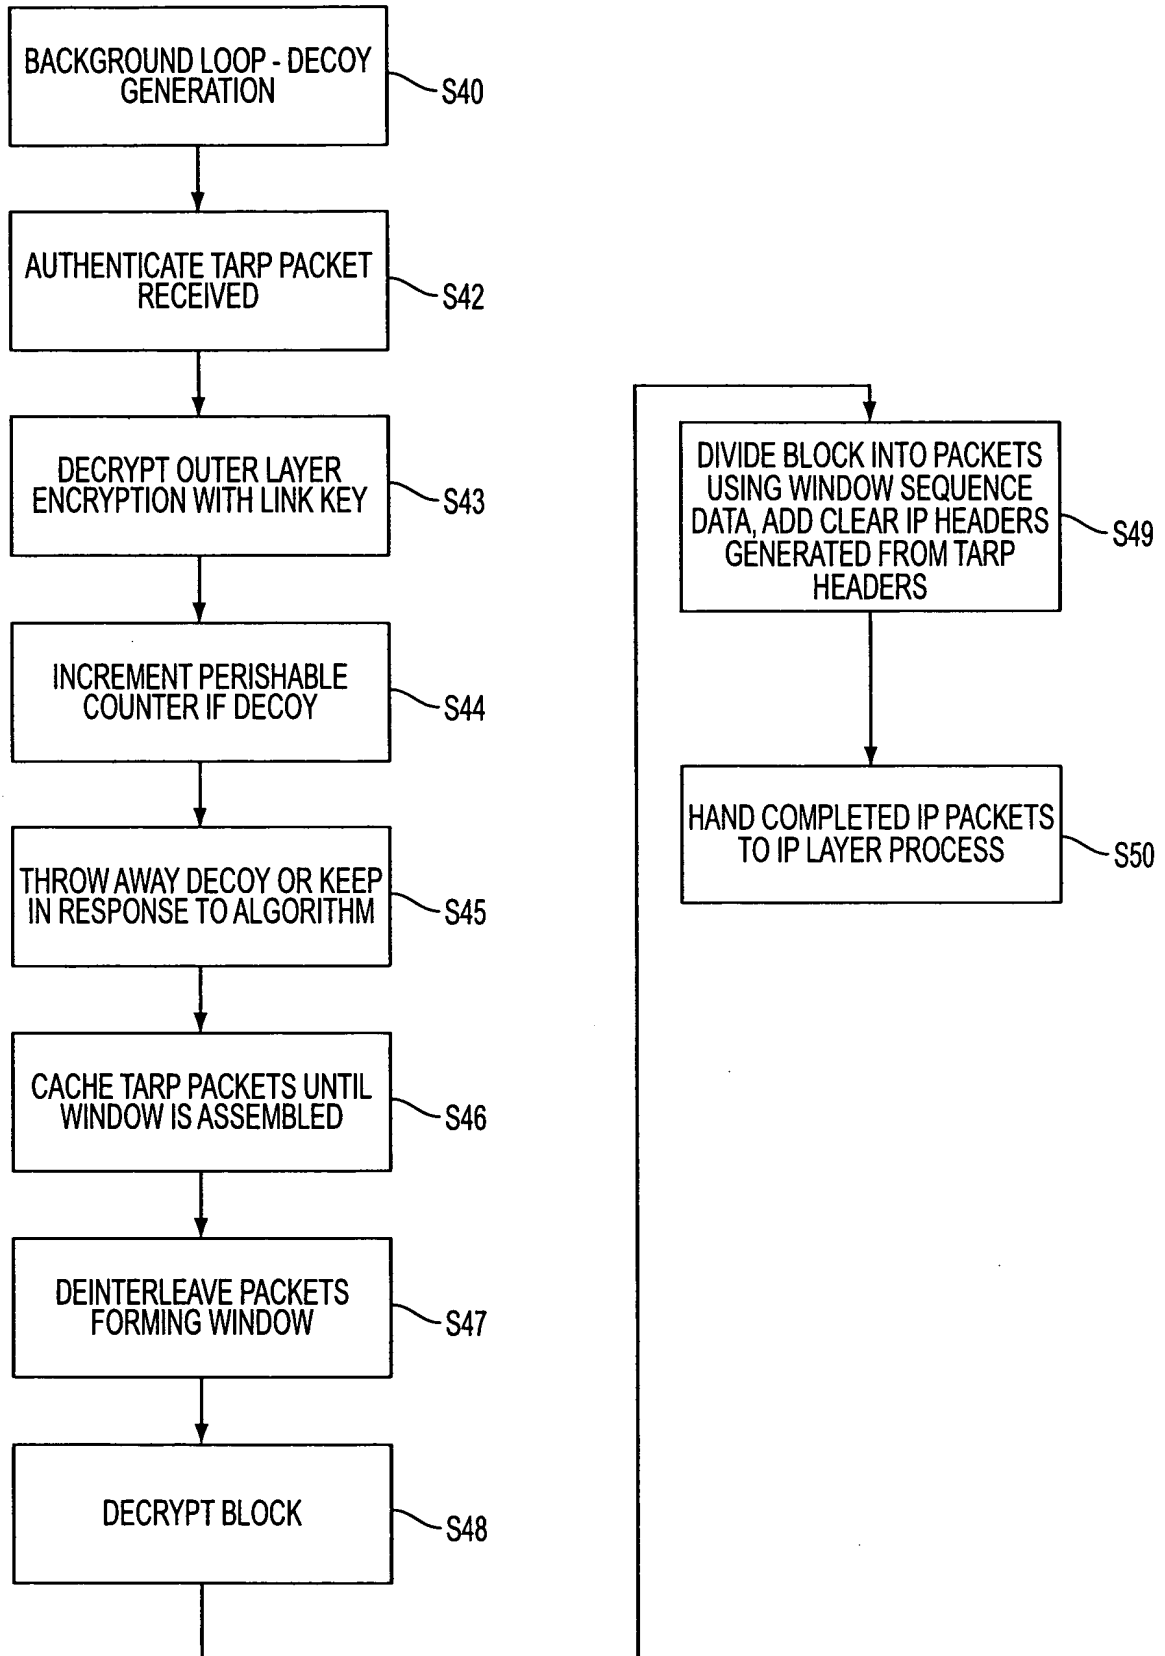 BACKGROUND LOOP - DECOY
GENERATION
S40
AUTHENTICATE TARP PACKET
RECEIVED
S42
DECRYPT OUTER LAYER
ENCRYPTION WITH LINK KEY
S43
INCREMENT PERISHABLE
COUNTER IF DECOY
S44
THROW AWAY DECOY OR KEEP
IN RESPONSE TO ALGORITHM
S45
CACHE TARP PACKETS UNTIL
WINDOW IS ASSEMBLED
S46
DEINTERLEAVE PACKETS
FORMING WINDOW
S47
DECRYPT BLOCK
S48
DIVIDE BLOCK INTO PACKETS
USING WINDOW SEQUENCE
DATA, ADD CLEAR IP HEADERS
GENERATED FROM TARP
HEADERS
S49
HAND COMPLETED IP PACKETS
TO IP LAYER PROCESS
S50